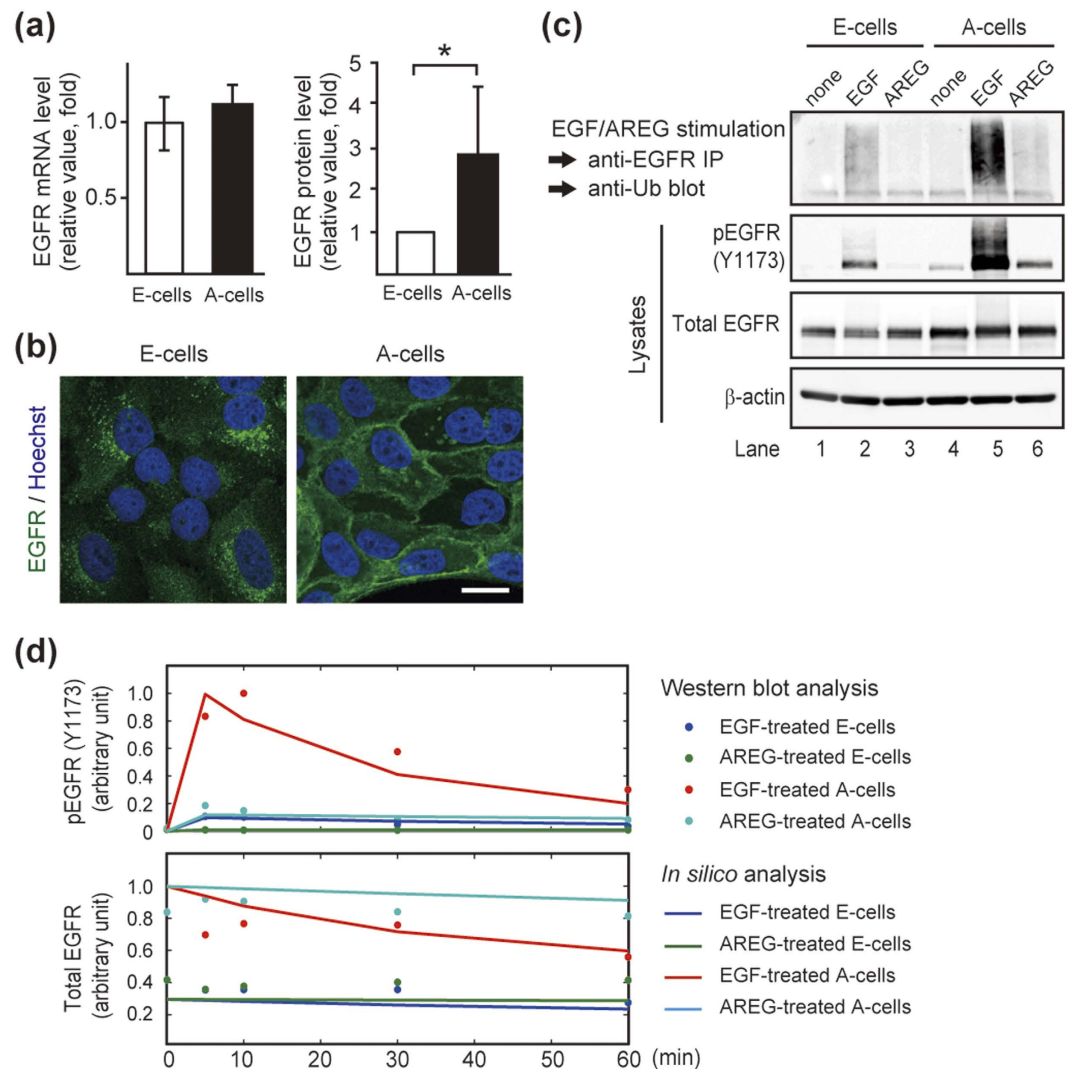 (a)
EGFR mRNA level
(relative value, fold)
1.0
0.5
E-cells A-cells
EGFR protein level
(relative value, fold)
5
4
3
2
1
*
E-cells A-cells
(b)
E-cells A-cells
EGFR / Hoechst
(c)
E-cells A-cells
none EGF AREG none EGF AREG
EGF/AREG stimulation
➡ anti-EGFR IP
➡ anti-Ub blot
Lysates
pEGFR
(Y1173)
Total EGFR
β-actin
Lane 1 2 3 4 5 6
(d)
pEGFR (Y1173)
(arbitrary unit)
1.0
0.8
0.6
0.4
0.2
0
Total EGFR
(arbitrary unit)
1.0
0.8
0.6
0.4
0.2
0 10 20 30 40 50 60 (min)
Western blot analysis
EGF-treated E-cells
AREG-treated E-cells
EGF-treated A-cells
AREG-treated A-cells
In silico analysis
EGF-treated E-cells
AREG-treated E-cells
EGF-treated A-cells
AREG-treated A-cells